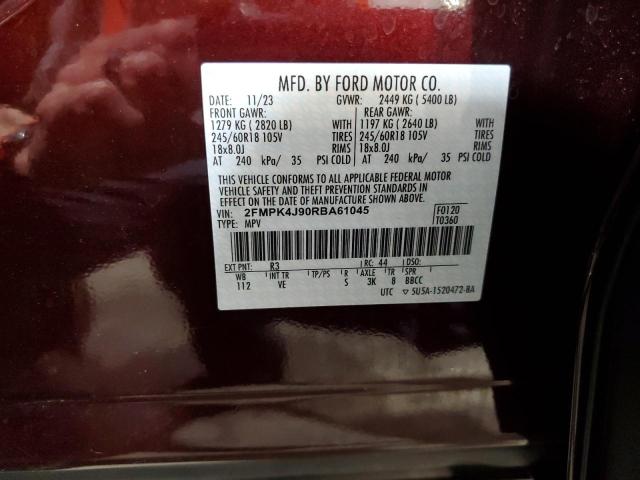 MFD. BY FORD MOTOR CO.
DATE: 11/23 GVWR: 2449 KG ( 5400 LB)
FRONT GAWR: REAR GAWR:
1279 KG ( 2820 LB) WITH 1197 KG ( 2640 LB) WITH
245/60R18 105V TIRES 245/60R18 105V TIRES
18x8.0J RIMS 18x8.0J RIMS
AT 240 kPa/ 35 PSI COLD AT 240 kPa/ 35 PSI COLD
THIS VEHICLE CONFORMS TO ALL APPLICABLE FEDERAL MOTOR
VEHICLE SAFETY AND THEFT PREVENTION STANDARDS IN
EFFECT ON THE DATE OF MANUFACTURE SHOWN ABOVE.
VIN: 2FMPK4J90RBA61045 F0120
TYPE: MPV T0360
EXT PNT: R3 RC: 44 DSO:
WB INT TR TP/PS R AXLE TR SPR
112 VE S 3K 8 BBCC
UTC ▽ 5U5A-1520472-BA